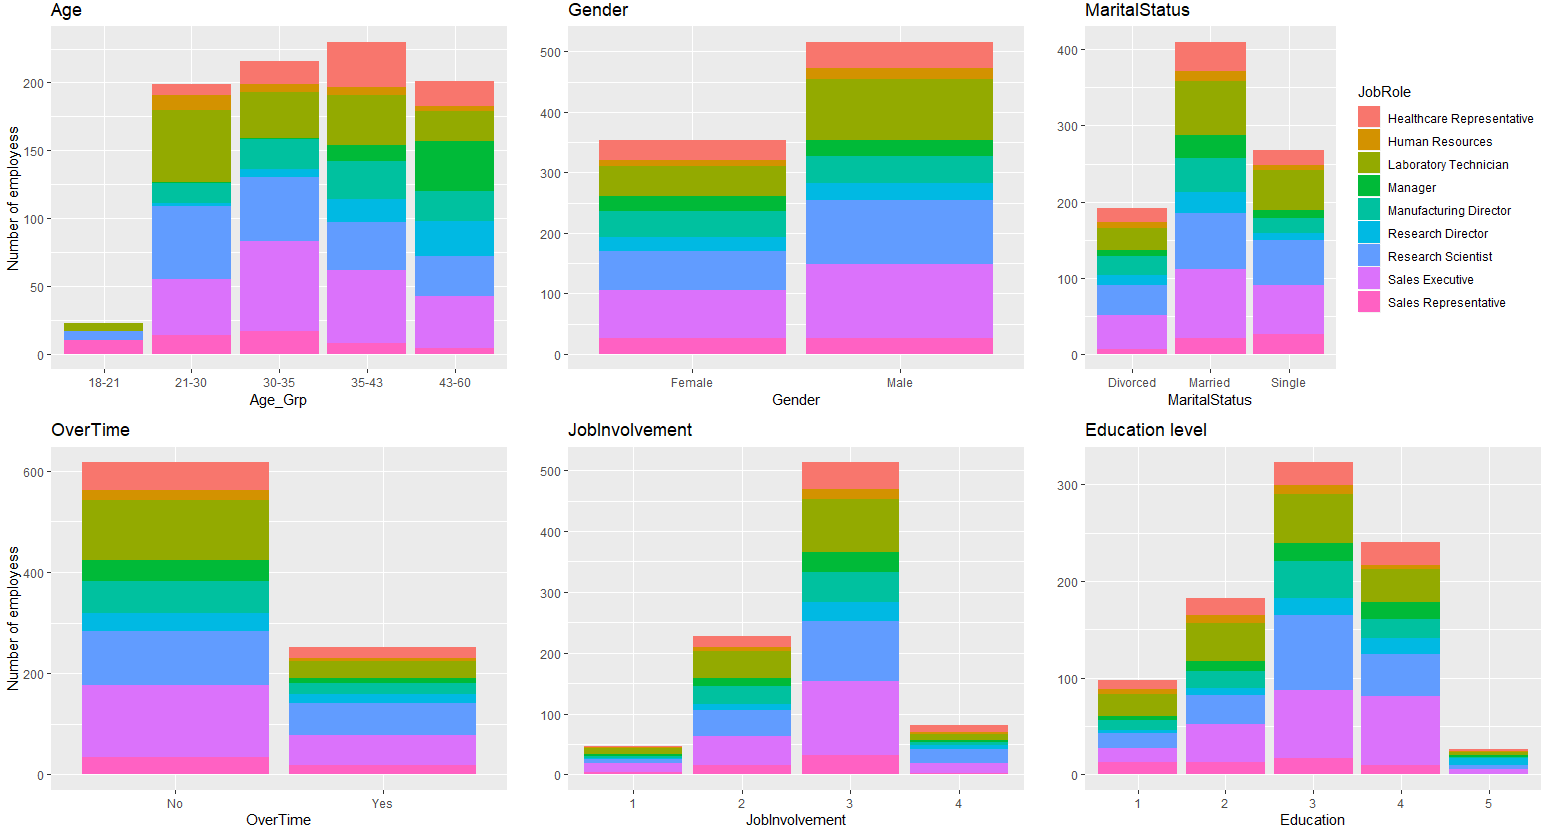 Age
Number of employess
200
150
100
50
0
18-21 21-30 30-35 35-43 43-60
Age_Grp
Gender
500
400
300
200
100
0
Female Male
Gender
MaritalStatus
400
300
200
100
0
Divorced Married Single
MaritalStatus
JobRole
Healthcare Representative
Human Resources
Laboratory Technician
Manager
Manufacturing Director
Research Director
Research Scientist
Sales Executive
Sales Representative
OverTime
Number of employess
600
400
200
0
No Yes
OverTime
JobInvolvement
500
400
300
200
100
0
1 2 3 4
JobInvolvement
Education level
300
200
100
0
1 2 3 4 5
Education